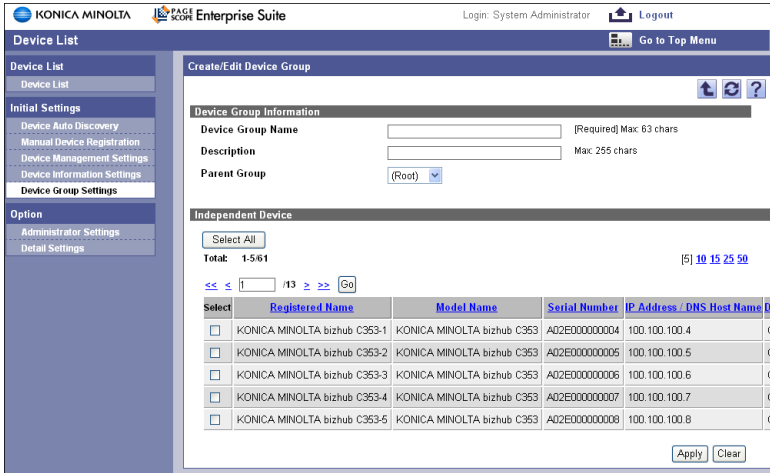 KONICA MINOLTA PAGE SCOPE Enterprise Suite Login: System Administrator Logout
Device List Go to Top Menu
Device List
Device List
Initial Settings
Device Auto Discovery
Manual Device Registration
Device Management Settings
Device Information Settings
Device Group Settings
Option
Administrator Settings
Detail Settings
Create/Edit Device Group
?
Device Group Information
Device Group Name [Required] Max: 63 chars
Description Max: 255 chars
Parent Group (Root)
Independent Device
Select All
Total: 1-5/61 [5] 10 15 25 50
<< < 1 /13 > >> Go
Select Registered Name Model Name Serial Number IP Address / DNS Host Name D
KONICA MINOLTA bizhub C353-1 KONICA MINOLTA bizhub C353 A02E000000004 100.100.100.4
KONICA MINOLTA bizhub C353-2 KONICA MINOLTA bizhub C353 A02E000000005 100.100.100.5
KONICA MINOLTA bizhub C353-3 KONICA MINOLTA bizhub C353 A02E000000006 100.100.100.6
KONICA MINOLTA bizhub C353-4 KONICA MINOLTA bizhub C353 A02E000000007 100.100.100.7
KONICA MINOLTA bizhub C353-5 KONICA MINOLTA bizhub C353 A02E000000008 100.100.100.8
Apply Clear